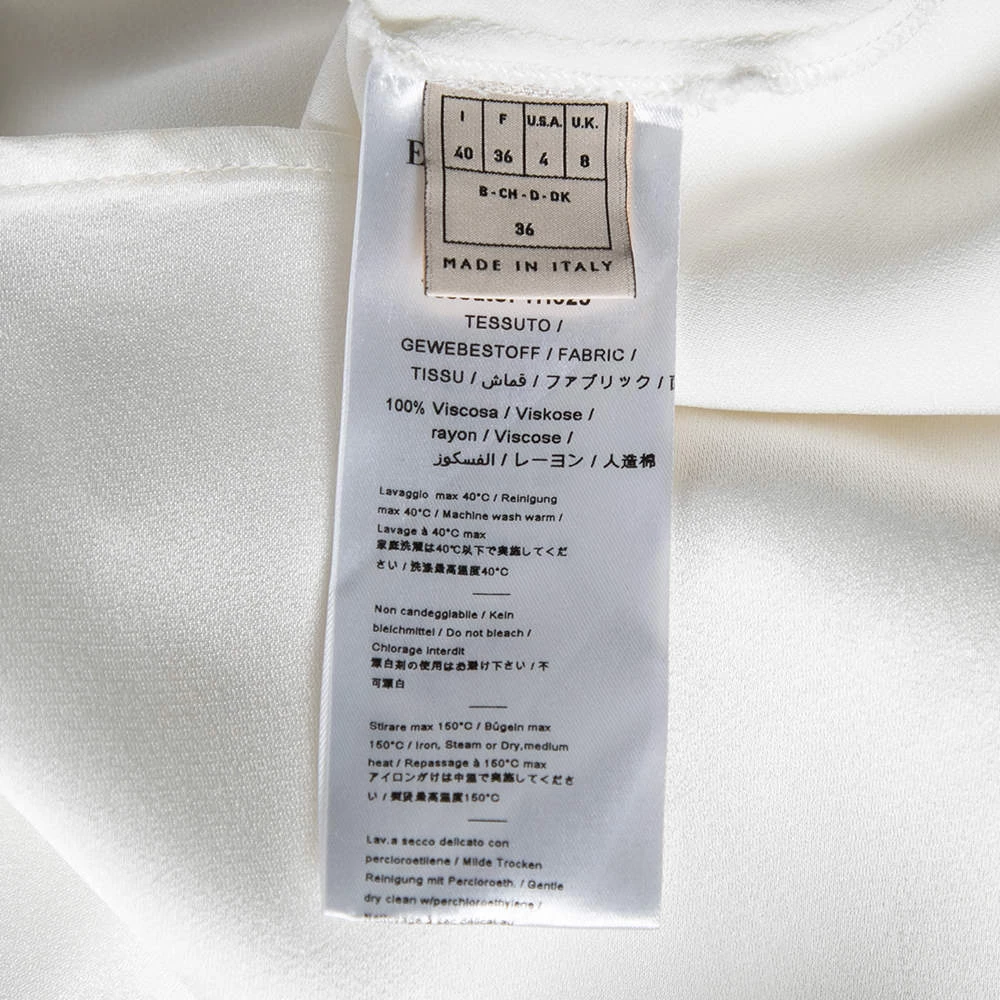 I F U.S.A. U.K.
40 36 4 8
B - CH - D - DK
36
MADE IN ITALY
E
TESSUTO /
GEWEBESTOFF / FABRIC /
TISSU / قماش / ファブリック /
100% Viscosa / Viskose /
rayon / Viscose /
الفسكوز / レーヨン / 人造棉
Lavaggio max 40°C / Reinigung
max 40°C / Machine wash warm /
Lavage à 40°C max
家庭洗濯は40℃以下で実施してくだ
さい / 洗涤最高温度40°C
Non candeggiabile / Kein
bleichmittel / Do not bleach /
Chlorage interdit
漂白剤の使用はお避け下さい / 不
可漂白
Stirare max 150°C / Bügeln max
150°C / Iron, Steam or Dry, medium
heat / Repassage à 150°C max
アイロンがけは中温で実施してくださ
い / 熨烫最高温度150°C
Lav.a secco delicato con
percloroetilene / Milde Trocken
Reinigung mit Percloroeth. / Gentle
dry clean w/perchloroethylene /
Nettoyage à sec délicat au